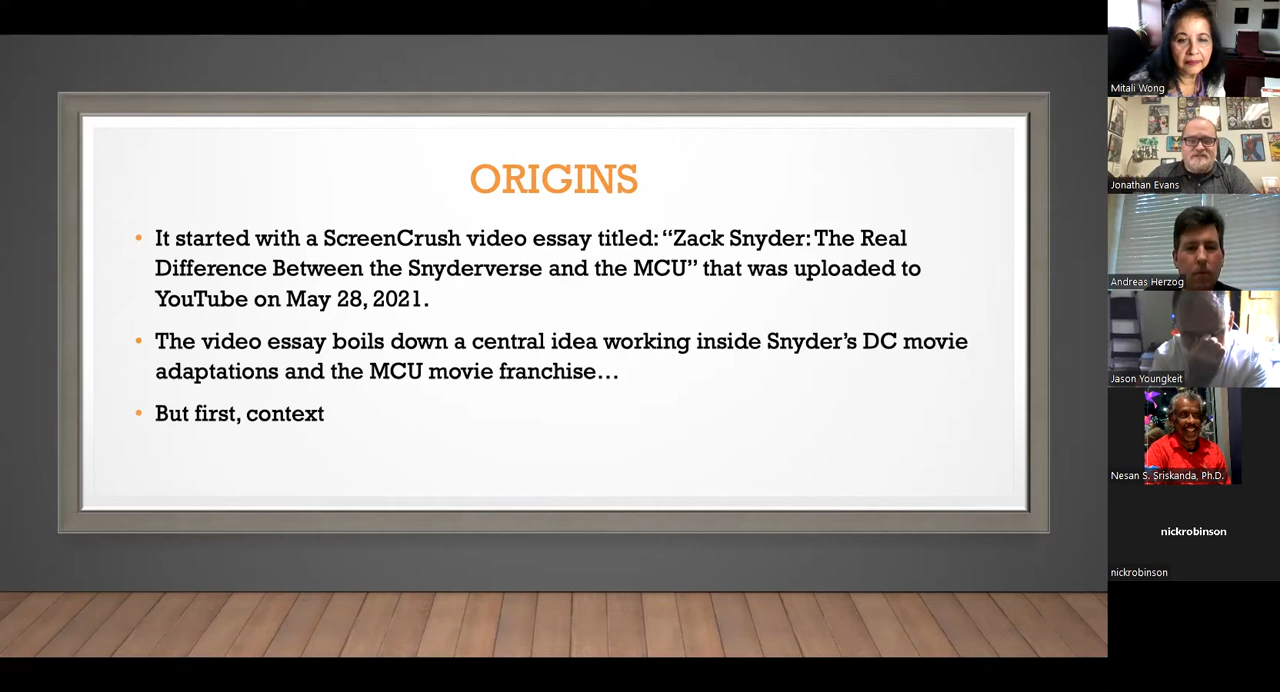 ORIGINS
• It started with a ScreenCrush video essay titled: “Zack Snyder: The Real
Difference Between the Snyderverse and the MCU” that was uploaded to
YouTube on May 28, 2021.
• The video essay boils down a central idea working inside Snyder’s DC movie
adaptations and the MCU movie franchise…
• But first, context
Mitali Wong
Jonathan Evans
Andreas Herzog
Jason Youngkeit
Nesan S. Sriskanda, Ph.D.
nickrobinson
nickrobinson